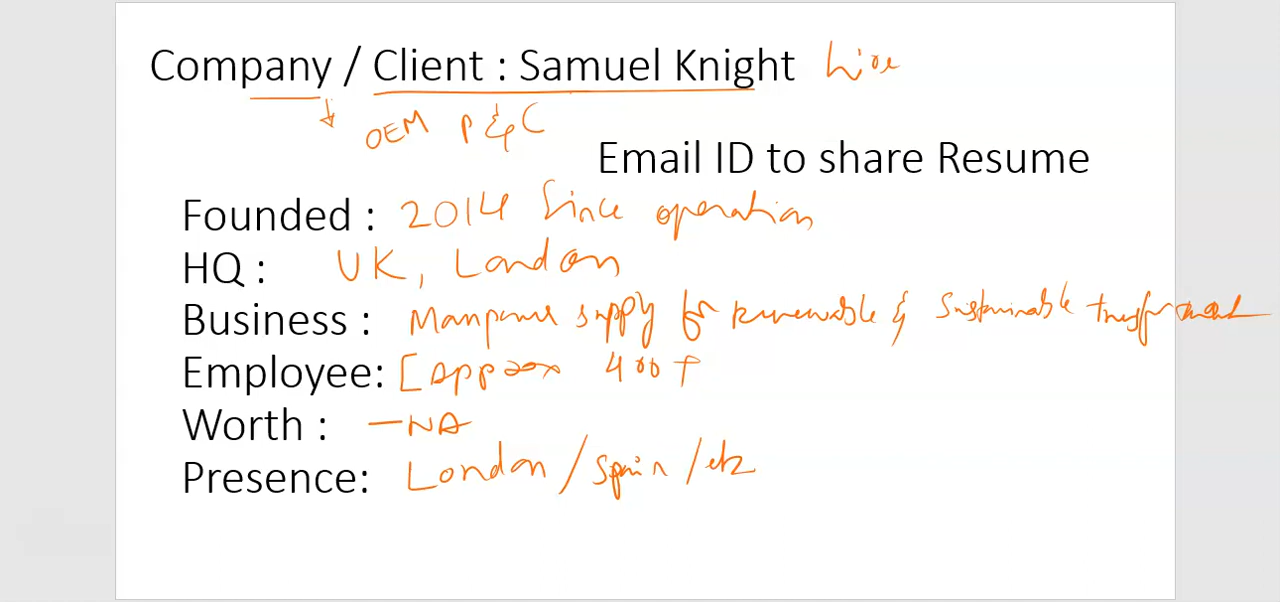 Company / Client : Samuel Knight hire
OEM P & C
Email ID to share Resume
Founded : 2014 Since operation
HQ : UK, London
Business : Manpower supply for renewable & Sustainable
Employee: [Approx 400+
Worth : — NA
Presence: London / Spain / etc